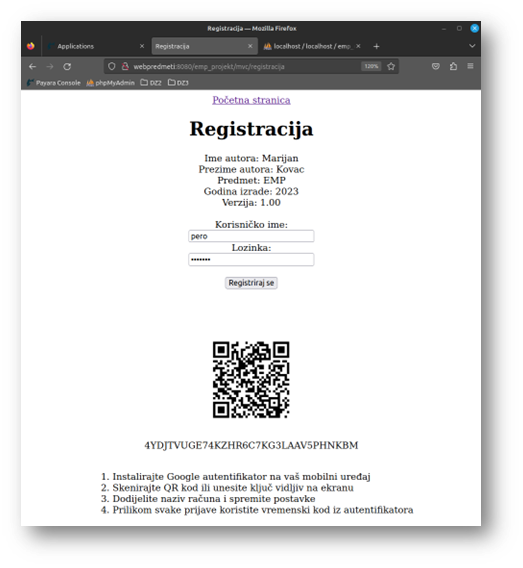 Registracija — Mozilla Firefox
Applications
Registracija
localhost / localhost / emp_
webpredmeti:8080/emp_projekt/mvc/registracija
120%
Payara Console
phpMyAdmin
DZ2
DZ3
Početna stranica
Registracija
Ime autora: Marijan
Prezime autora: Kovac
Predmet: EMP
Godina izrade: 2023
Verzija: 1.00
Korisničko ime:
pero
Lozinka:
•••••••
Registriraj se
4YDJTVUGE74KZHR6C7KG3LAAV5PHNKBM
1. Instalirajte Google autentifikator na vaš mobilni uređaj
2. Skenirajte QR kod ili unesite ključ vidljiv na ekranu
3. Dodijelite naziv računa i spremite postavke
4. Prilikom svake prijave koristite vremenski kod iz autentifikatora